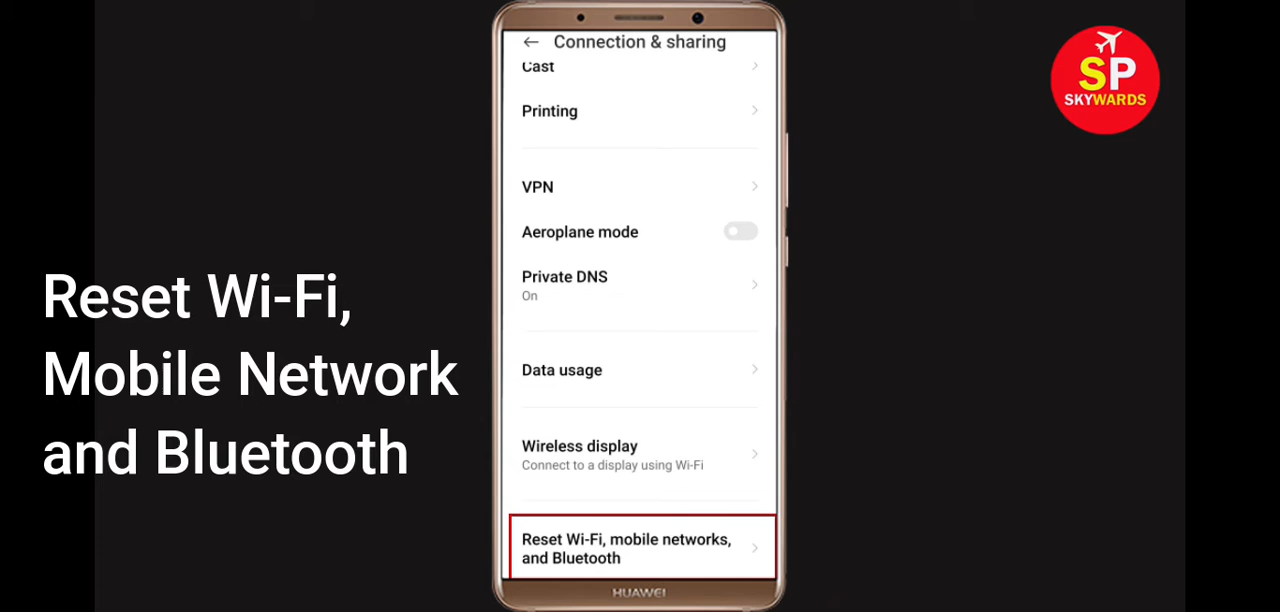 Connection & sharing
Cast
Printing
VPN
Aeroplane mode
Private DNS
On
Data usage
Wireless display
Connect to a display using Wi-Fi
Reset Wi-Fi, mobile networks,
and Bluetooth
HUAWEI
Reset Wi-Fi,
Mobile Network
and Bluetooth
SP
SKYWARDS